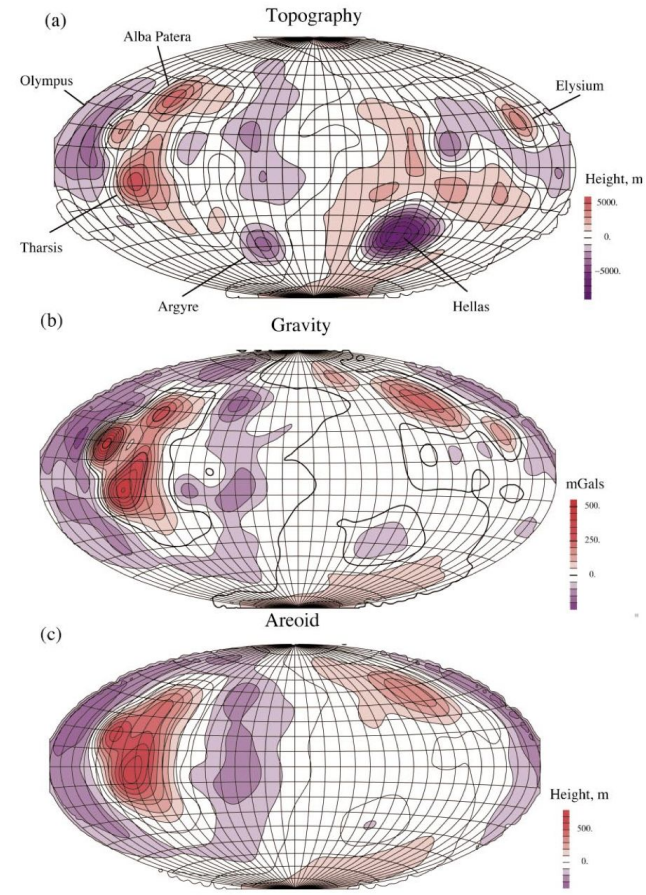 (a)
Topography
Alba Patera
Olympus
Elysium
Height, m
5000.
0.
−5000.
Tharsis
Argyre
Hellas
(b)
Gravity
mGals
500.
250.
0.
(c)
Areoid
Height, m
500.
0.